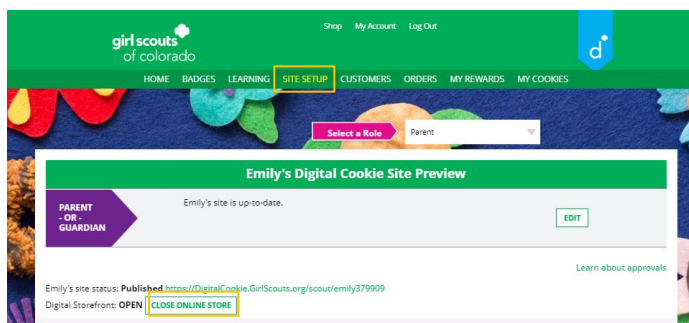 Shop My Account Log Out
girl scouts
of colorado
d
HOME BADGES LEARNING SITE SETUP CUSTOMERS ORDERS MY REWARDS MY COOKIES
Select a Role Parent
Emily's Digital Cookie Site Preview
PARENT
- OR -
GUARDIAN
Emily's site is up-to-date.
EDIT
Learn about approvals
Emily's site status: Published https://DigitalCookie.GirlScouts.org/scout/emily379909
Digital Storefront: OPEN CLOSE ONLINE STORE